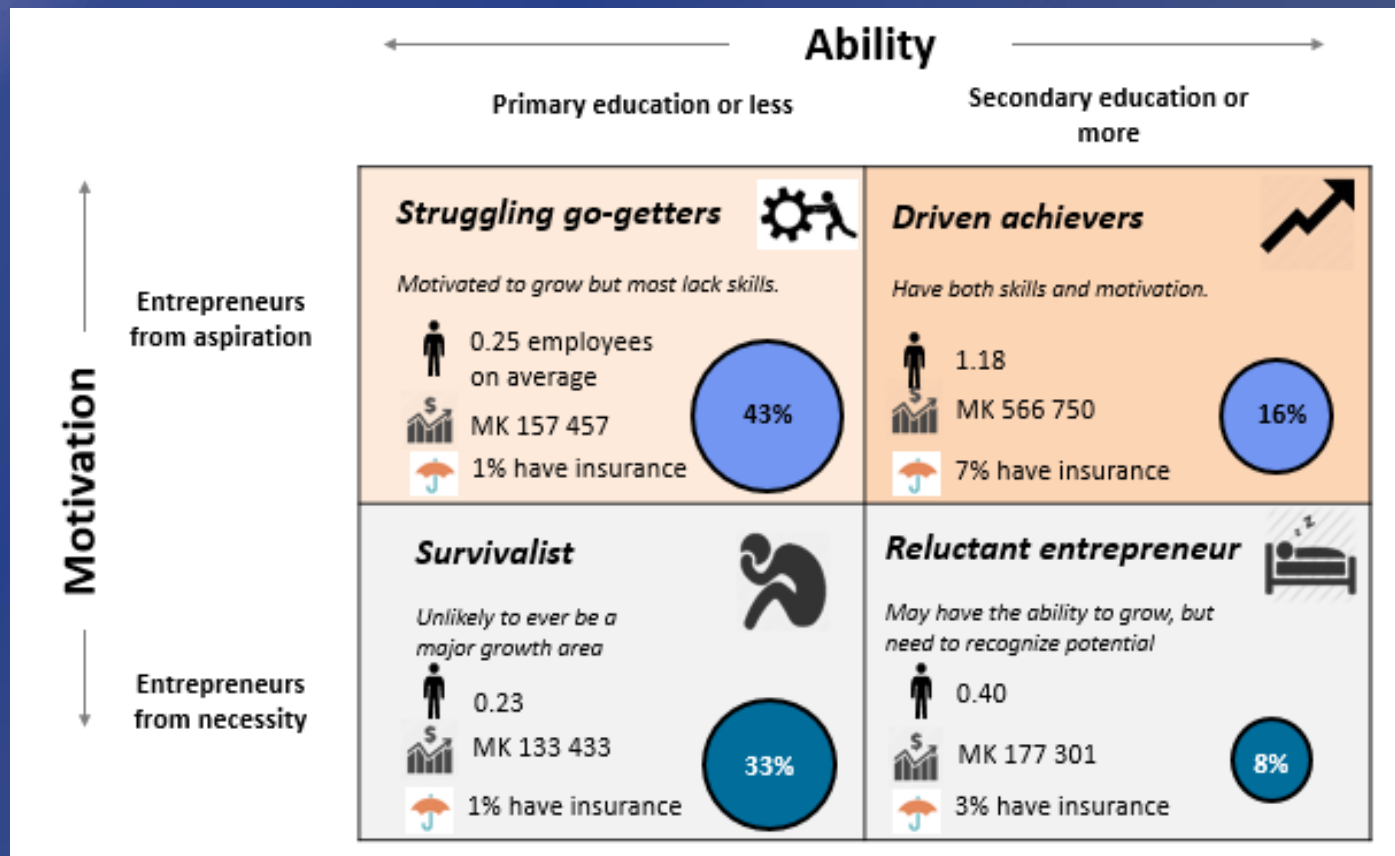 Ability
Primary education or less
Secondary education or
more
Motivation
Entrepreneurs
from aspiration
Struggling go-getters
Motivated to grow but most lack skills.
0.25 employees
on average
MK 157 457
1% have insurance
43%
Driven achievers
Have both skills and motivation.
1.18
MK 566 750
7% have insurance
16%
Entrepreneurs
from necessity
Survivalist
Unlikely to ever be a
major growth area
0.23
MK 133 433
1% have insurance
33%
Reluctant entrepreneur
May have the ability to grow, but
need to recognize potential
0.40
MK 177 301
3% have insurance
8%